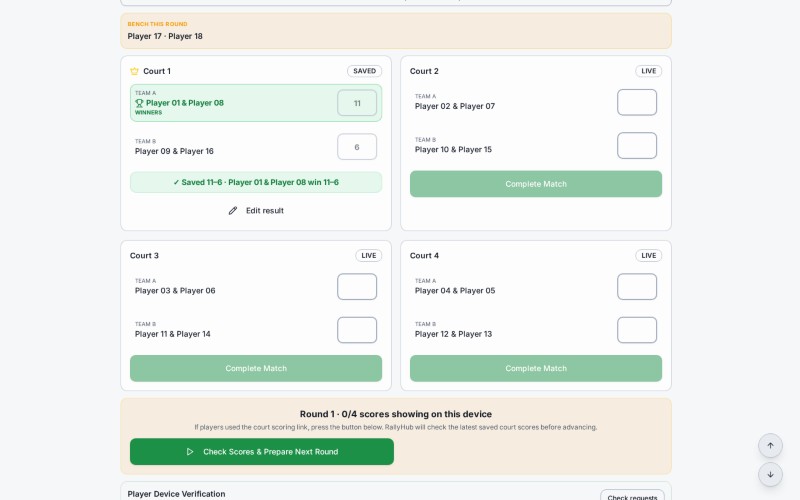 BENCH THIS ROUND
Player 17 · Player 18
Court 1
SAVED
TEAM A
Player 01 & Player 08
WINNERS
11
TEAM B
Player 09 & Player 16
6
✓ Saved 11–6 · Player 01 & Player 08 win 11–6
Edit result
Court 2
LIVE
TEAM A
Player 02 & Player 07
TEAM B
Player 10 & Player 15
Complete Match
Court 3
LIVE
TEAM A
Player 03 & Player 06
TEAM B
Player 11 & Player 14
Complete Match
Court 4
LIVE
TEAM A
Player 04 & Player 05
TEAM B
Player 12 & Player 13
Complete Match
Round 1 · 0/4 scores showing on this device
If players used the court scoring link, press the button below. RallyHub will check the latest saved court scores before advancing.
Check Scores & Prepare Next Round
Player Device Verification
Check requests